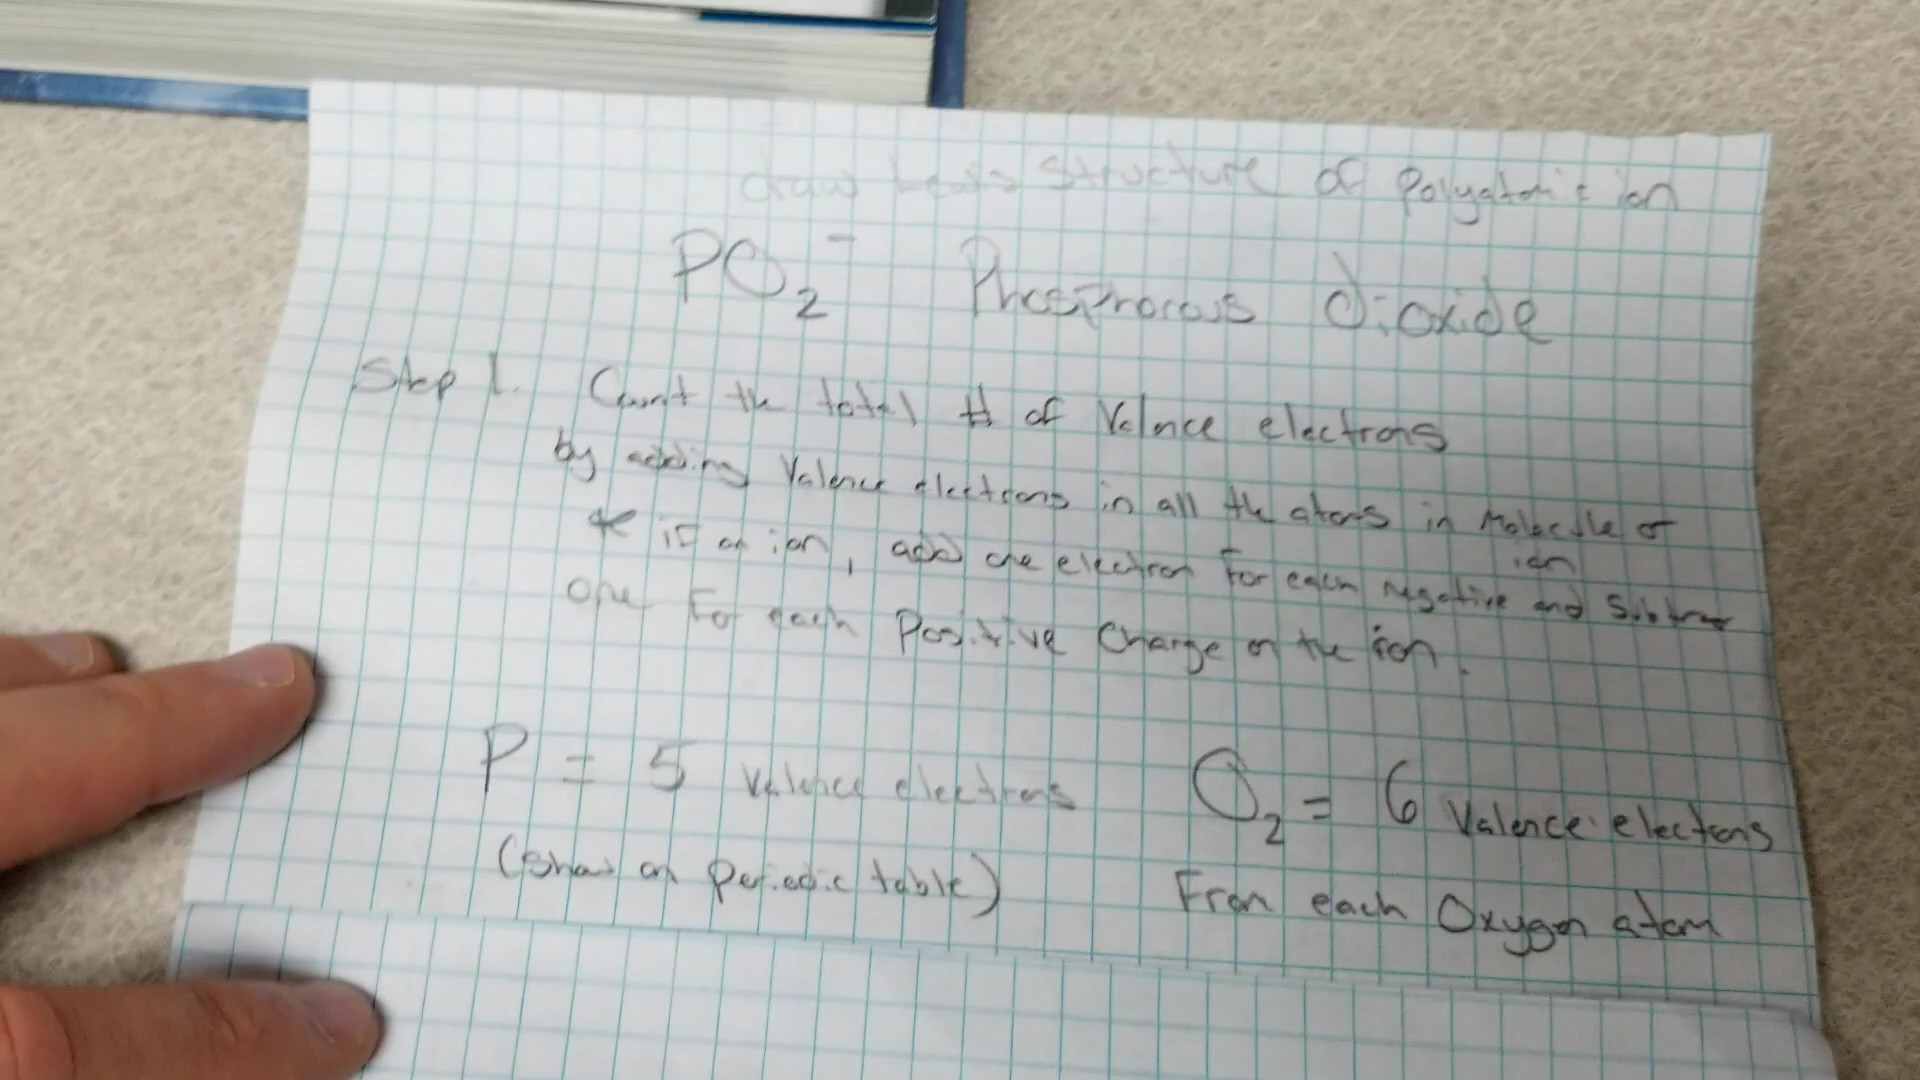 draw Lewis Structure of Polyatomic ion
PO₂⁻ Phosphorous dioxide
Step 1. Count the total # of Valence electrons
by adding Valence electrons in all the atoms in Molecule or
ion
* if an ion, add one electron for each negative and Subtract
one For each Positive Charge on the ion.
P = 5 Valence electrons O₂ = 6 Valence electrons
(Show on Periodic table) From each Oxygen atom